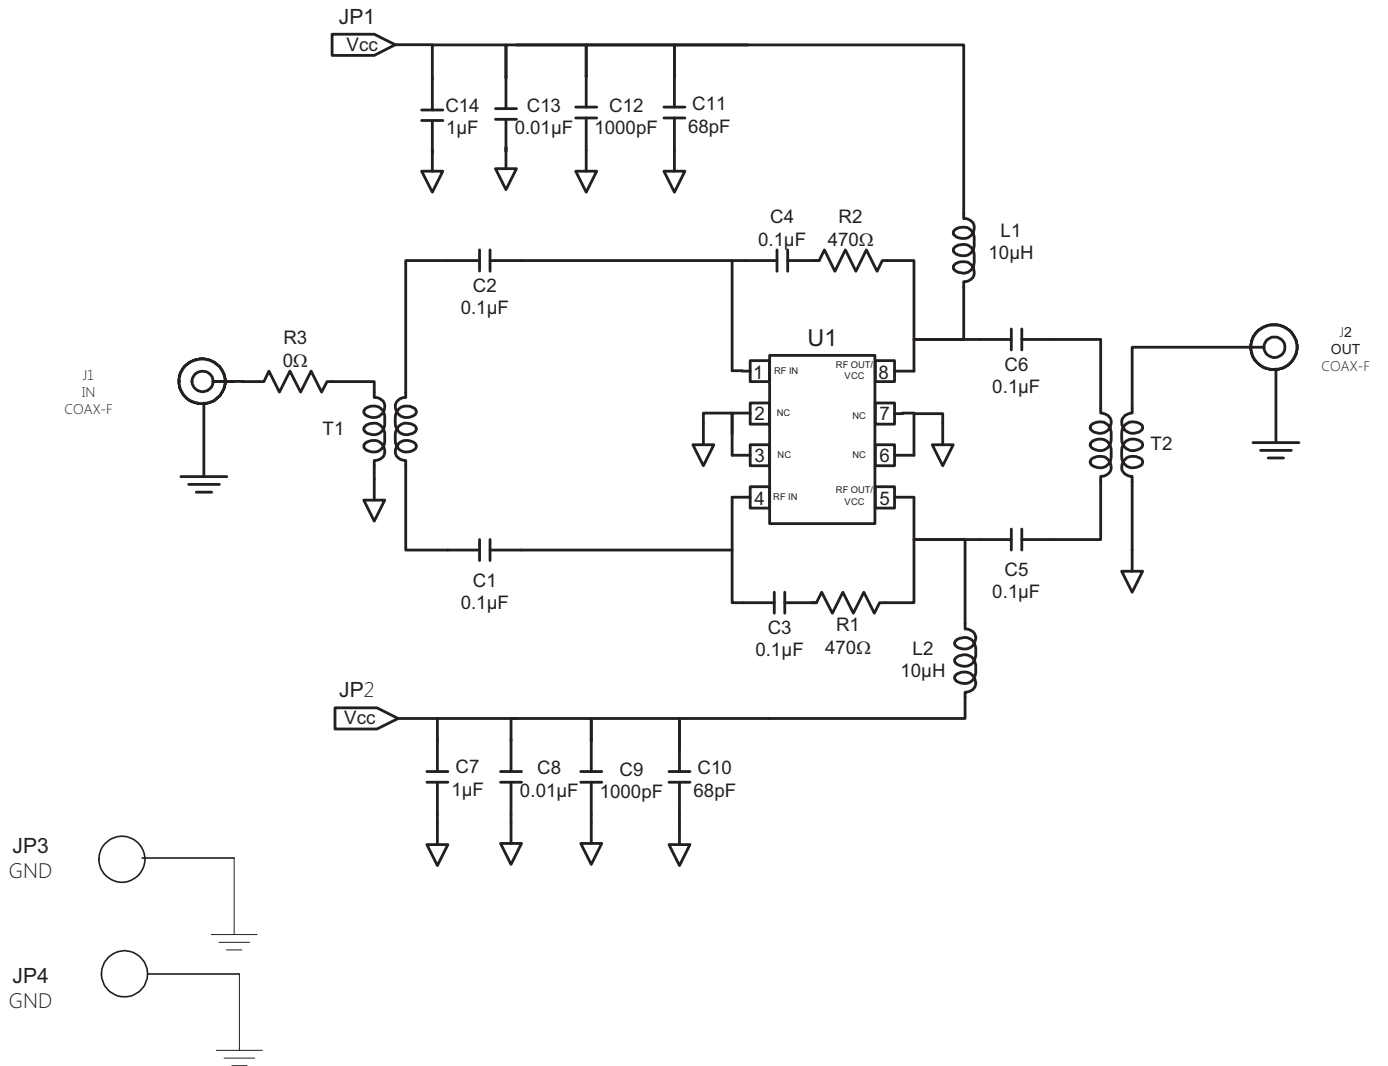 JP1
Vcc
C14
1µF
C13
0.01µF
C12
1000pF
C11
68pF
C4
0.1µF
R2
470Ω
L1
10µH
C2
0.1µF
R3
0Ω
J1
IN
COAX-F
T1
U1
1
RF IN
RF OUT/
VCC
8
2
NC
NC
7
3
NC
NC
6
4
RF IN
RF OUT/
VCC
5
C6
0.1µF
J2
OUT
COAX-F
T2
C1
0.1µF
C5
0.1µF
C3
0.1µF
R1
470Ω
L2
10µH
JP2
Vcc
C7
1µF
C8
0.01µF
C9
1000pF
C10
68pF
JP3
GND
JP4
GND